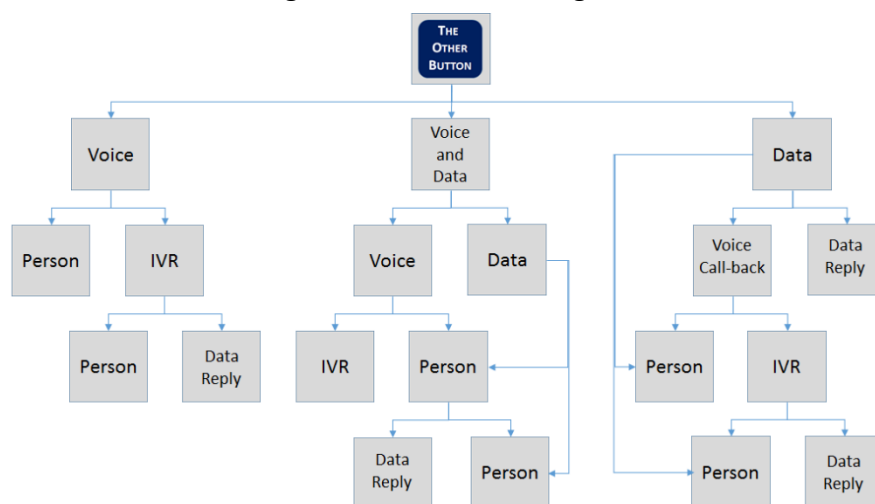 THE
OTHER
BUTTON
Voice
Voice
and
Data
Data
Person
IVR
Voice
Data
Voice
Call-back
Data
Reply
Person
Data
Reply
IVR
Person
Person
IVR
Data
Reply
Person
Person
Data
Reply